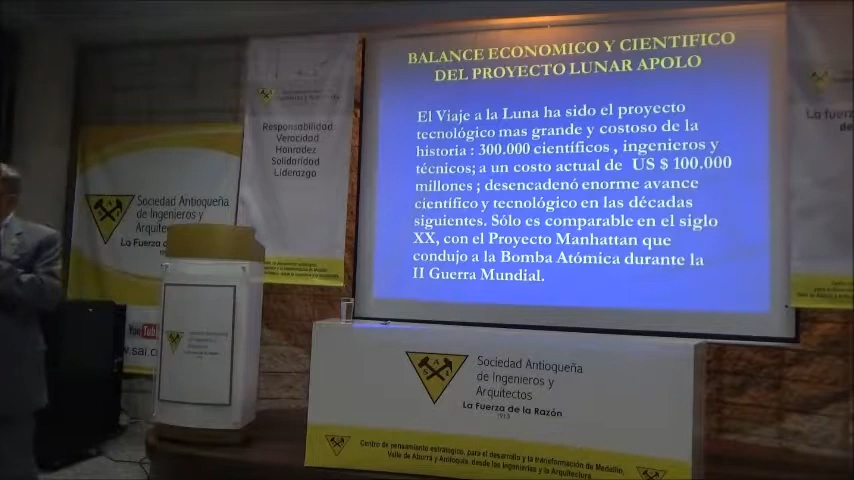 BALANCE ECONOMICO Y CIENTIFICO
DEL PROYECTO LUNAR APOLO
El Viaje a la Luna ha sido el proyecto
tecnológico mas grande y costoso de la
historia : 300.000 científicos , ingenieros y
técnicos; a un costo actual de US $ 100.000
millones ; desencadenó enorme avance
científico y tecnológico en las décadas
siguientes. Sólo es comparable en el siglo
XX, con el Proyecto Manhattan que
condujo a la Bomba Atómica durante la
II Guerra Mundial.
Responsabilidad
Veracidad
Honradez
Solidaridad
Liderazgo
Sociedad Antioqueña
de Ingenieros y
Arquite
La Fuerza d
You Tub
w.sai.c
La fuerza
de
S A I
Sociedad Antioqueña
de Ingenieros y
Arquitectos
La Fuerza de la Razón
1913
Centro de pensamiento estratégico, para el desarrollo y la transformación de Medellín,
Valle de Aburrá y Antioquia, desde las Ingenierías y la Arquitectura